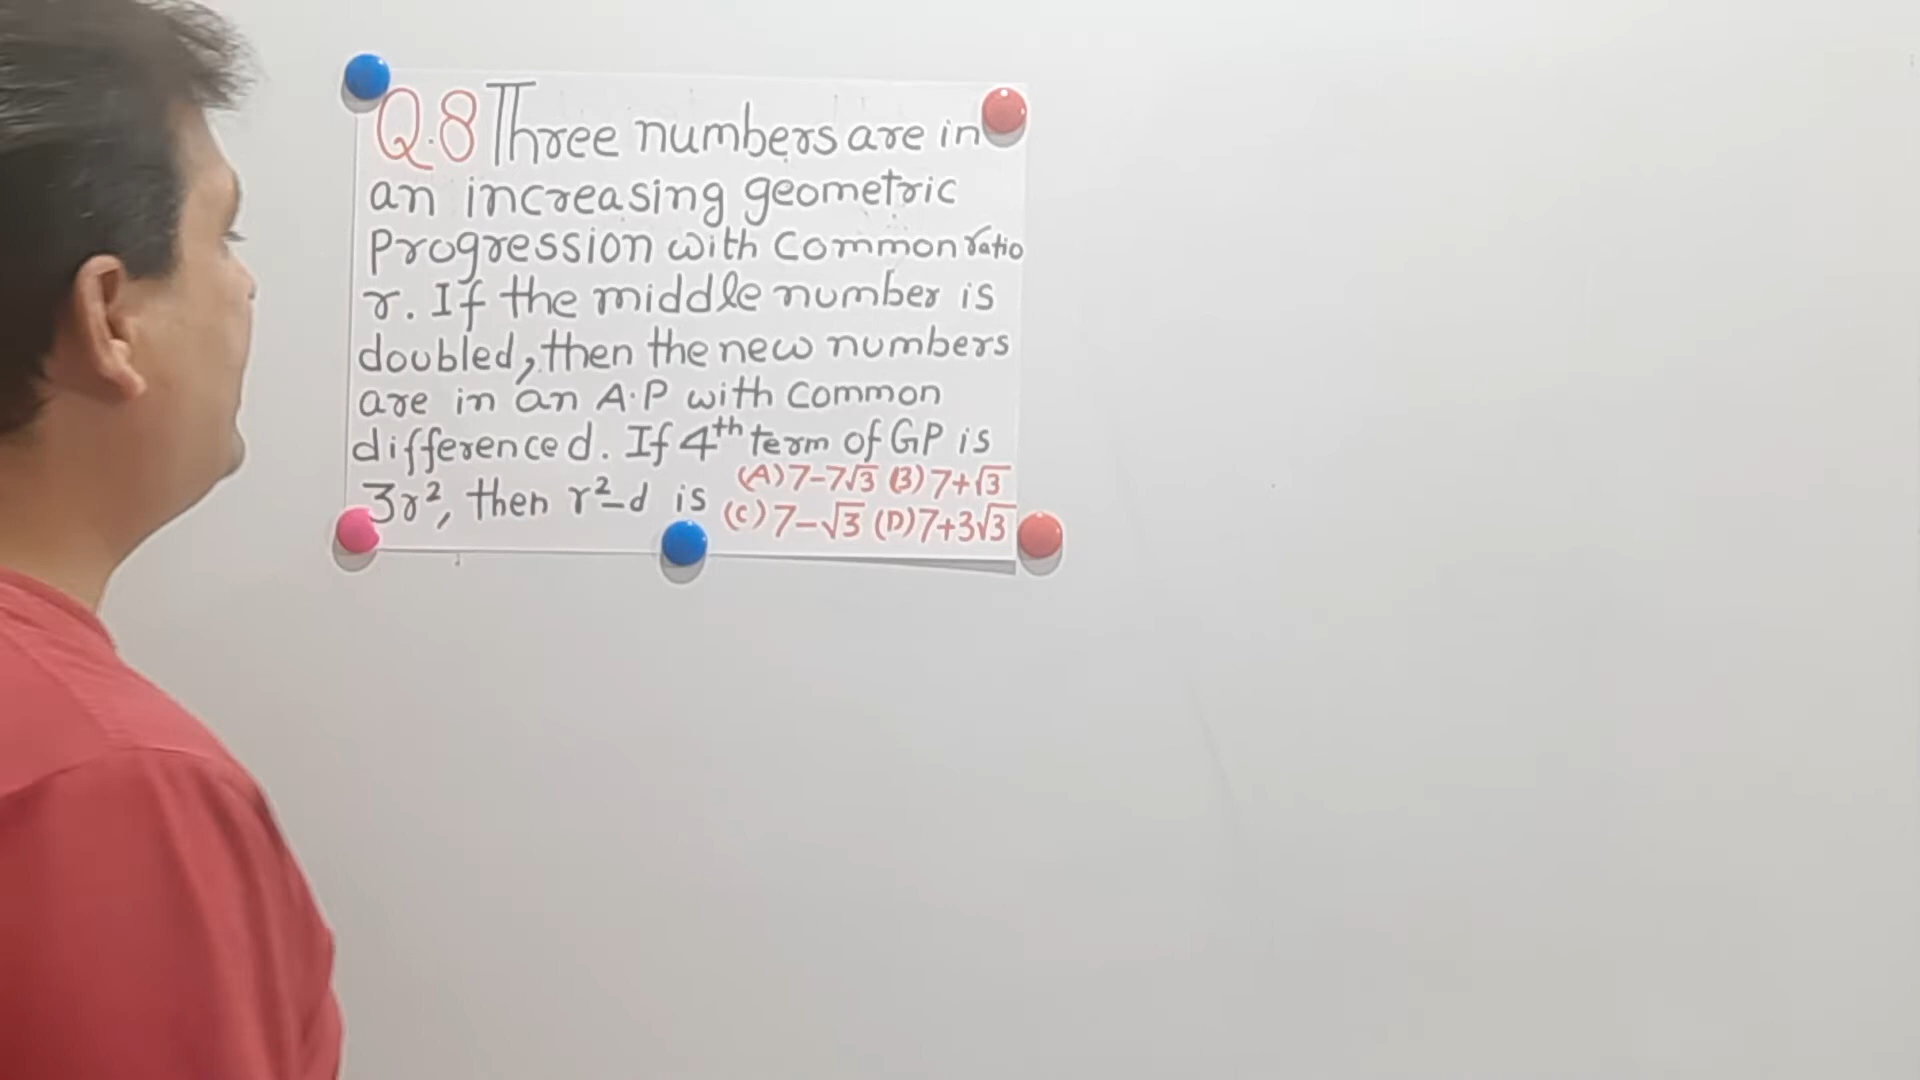 Q.8 Three numbers are in
an increasing geometric
Progression with Common ratio
r. If the middle number is
doubled, then the new numbers
are in an A.P with Common
difference d. If 4th term of GP is
3r², then r²-d is
(A) 7-7√3 (B) 7+√3
(C) 7-√3 (D) 7+3√3